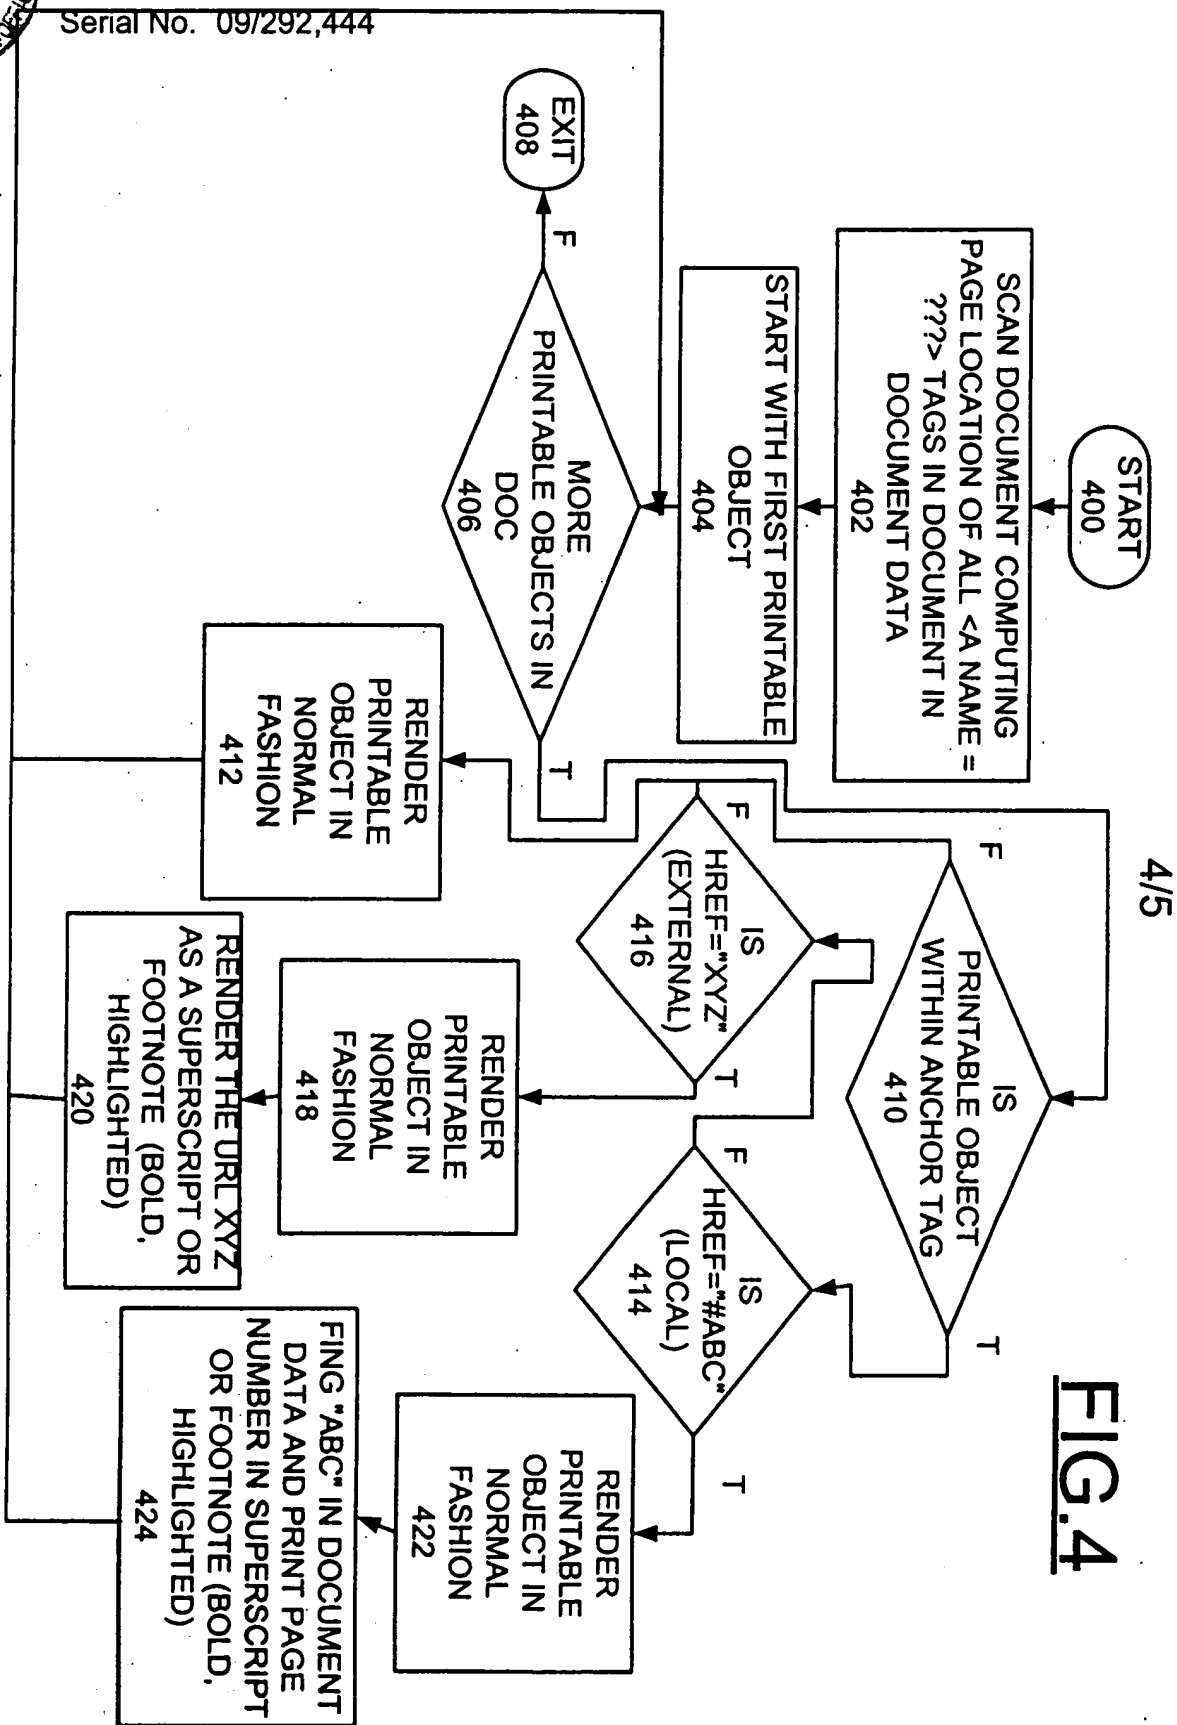 Serial No. 09/292,444
4/5
FIG.4
START
400
SCAN DOCUMENT COMPUTING
PAGE LOCATION OF ALL <A NAME =
???> TAGS IN DOCUMENT IN
DOCUMENT DATA
402
START WITH FIRST PRINTABLE
OBJECT
404
MORE
PRINTABLE OBJECTS IN
DOC
406
F
T
EXIT
408
IS
PRINTABLE OBJECT
WITHIN ANCHOR TAG
410
F
T
RENDER
PRINTABLE
OBJECT IN
NORMAL
FASHION
412
IS
HREF="#ABC"
(LOCAL)
414
F
T
IS
HREF="XYZ"
(EXTERNAL)
416
F
T
RENDER
PRINTABLE
OBJECT IN
NORMAL
FASHION
418
RENDER THE URL XYZ
AS A SUPERSCRIPT OR
FOOTNOTE (BOLD,
HIGHLIGHTED)
420
RENDER
PRINTABLE
OBJECT IN
NORMAL
FASHION
422
FING "ABC" IN DOCUMENT
DATA AND PRINT PAGE
NUMBER IN SUPERSCRIPT
OR FOOTNOTE (BOLD,
HIGHLIGHTED)
424